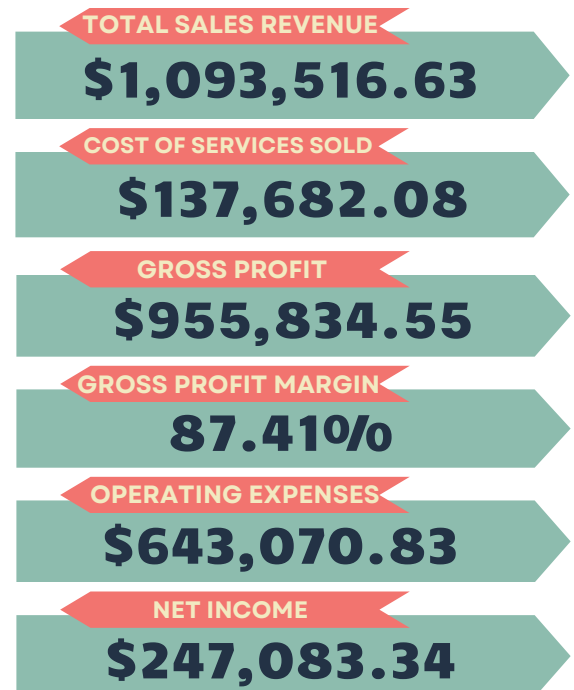 TOTAL SALES REVENUE
$1,093,516.63
COST OF SERVICES SOLD
$137,682.08
GROSS PROFIT
$955,834.55
GROSS PROFIT MARGIN
87.41%
OPERATING EXPENSES
$643,070.83
NET INCOME
$247,083.34